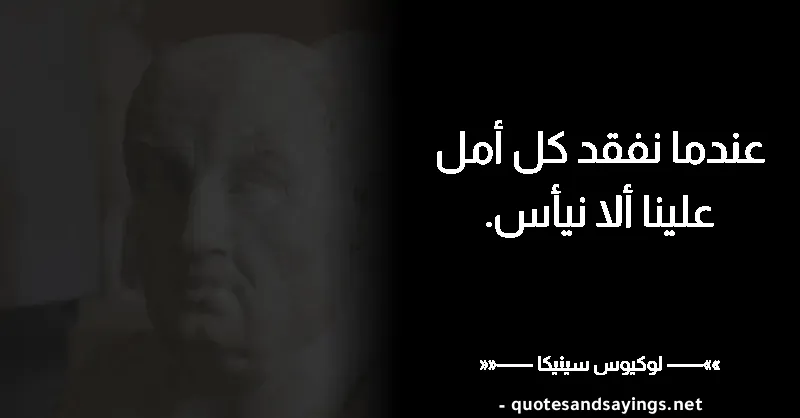 عندما نفقد كل أمل
علينا ألا نيأس.
»»—— لوكيوس سينيكا ——««
- quotesandsayings.net